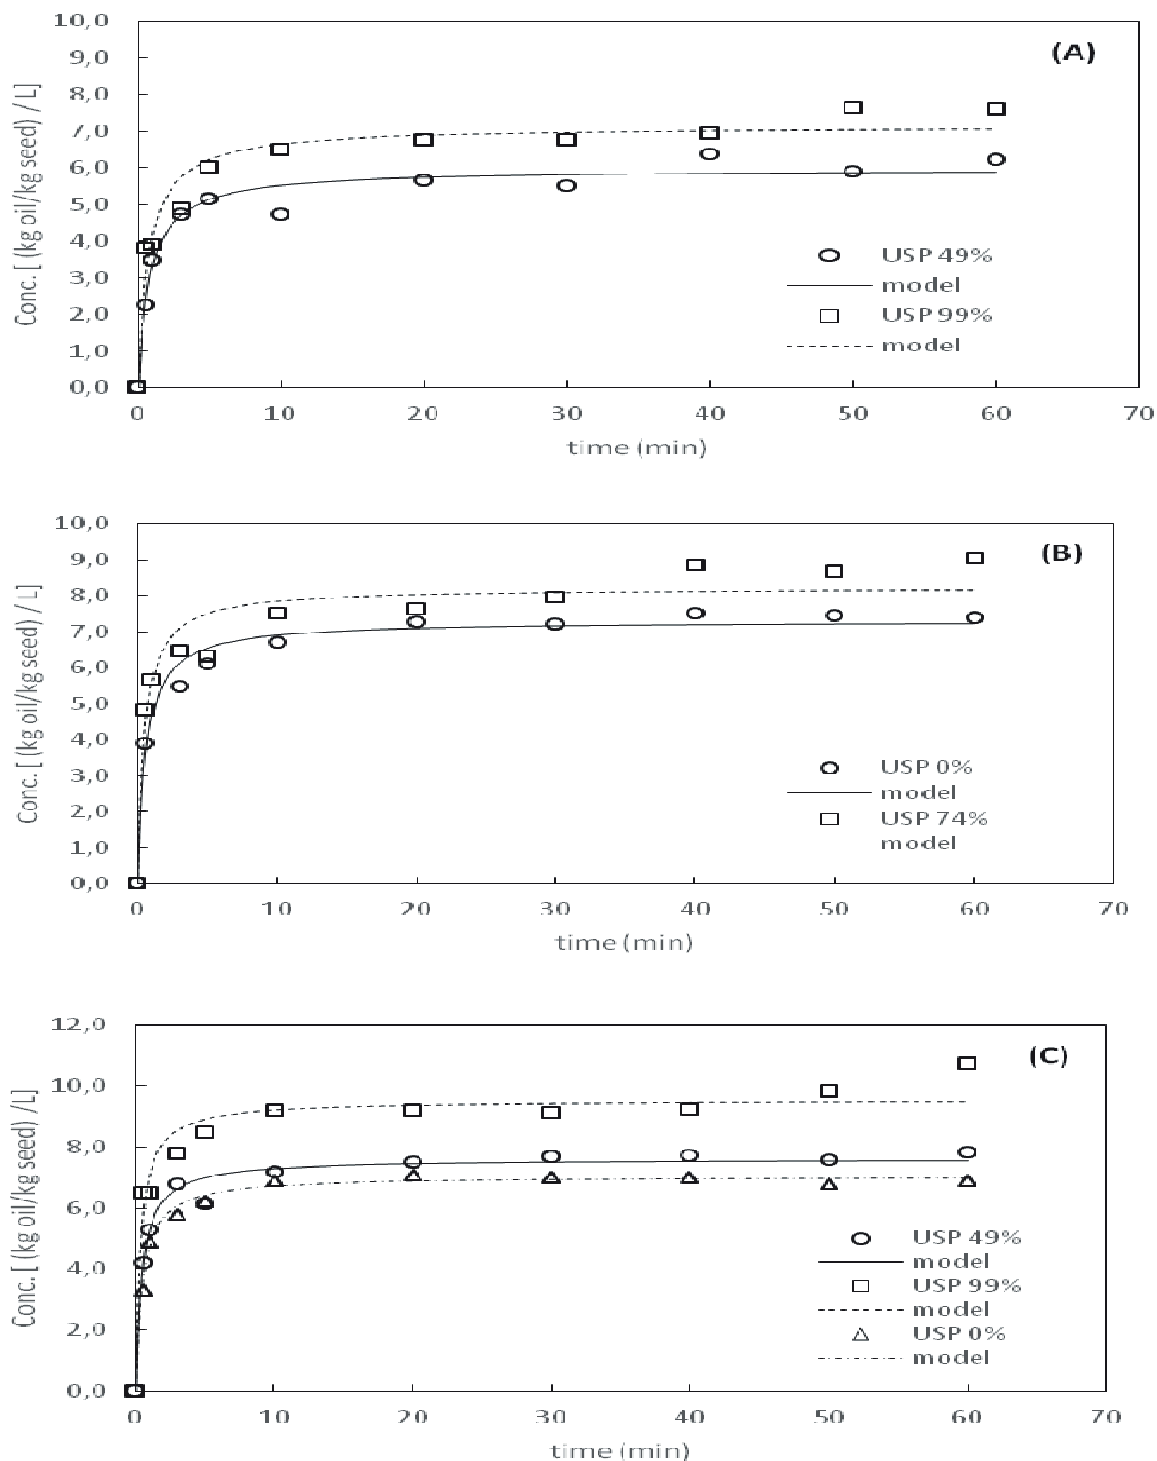 10,0
9,0
8,0
7,0
6,0
5,0
4,0
3,0
2,0
1,0
0,0
Conc. [ (kg oil/kg seed) / L]
(A)
USP 49%
model
USP 99%
model
0 10 20 30 40 50 60 70
time (min)
10,0
9,0
8,0
7,0
6,0
5,0
4,0
3,0
2,0
1,0
0,0
Conc. [ (kg oil/kg seed) / L]
(B)
USP 0%
model
USP 74%
model
0 10 20 30 40 50 60 70
time (min)
12,0
10,0
8,0
6,0
4,0
2,0
0,0
Conc. [ (kg oil/kg seed) /L]
(C)
USP 49%
model
USP 99%
model
USP 0%
model
0 10 20 30 40 50 60 70
time (min)